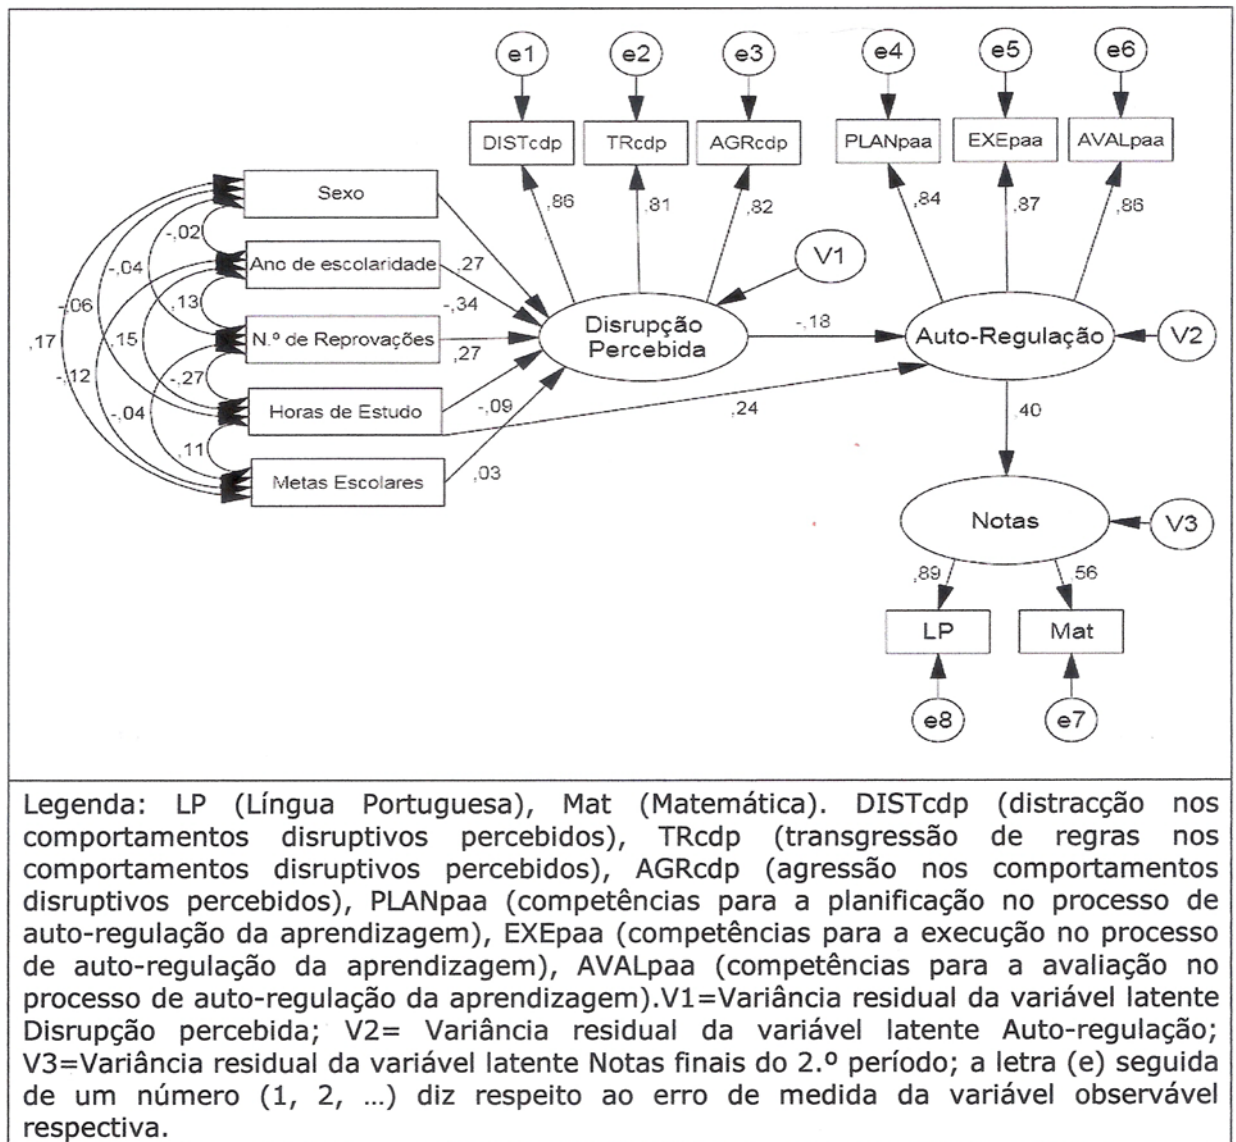 e1 e2 e3 e4 e5 e6
DISTcdp TRcdp AGRcdp PLANpaa EXEpaa AVALpaa
,86 ,81 ,82 ,84 ,87 ,86
Sexo
-,02
Ano de escolaridade ,27
V1
-,04
-,06 ,13 -,34
Disrupção
Percebida
-,18
Auto-Regulação
V2
,17 ,15 N.º de Reprovações ,27
-,12 -,27
-,04 Horas de Estudo -,09 ,24 ,40
,11
Metas Escolares ,03
Notas
V3
,89 ,56
LP Mat
e8 e7
Legenda: LP (Língua Portuguesa), Mat (Matemática). DISTcdp (distracção nos
comportamentos disruptivos percebidos), TRcdp (transgressão de regras nos
comportamentos disruptivos percebidos), AGRcdp (agressão nos comportamentos
disruptivos percebidos), PLANpaa (competências para a planificação no processo de
auto-regulação da aprendizagem), EXEpaa (competências para a execução no processo
de auto-regulação da aprendizagem), AVALpaa (competências para a avaliação no
processo de auto-regulação da aprendizagem).V1=Variância residual da variável latente
Disrupção percebida; V2= Variância residual da variável latente Auto-regulação;
V3=Variância residual da variável latente Notas finais do 2.º período; a letra (e) seguida
de um número (1, 2, …) diz respeito ao erro de medida da variável observável
respectiva.